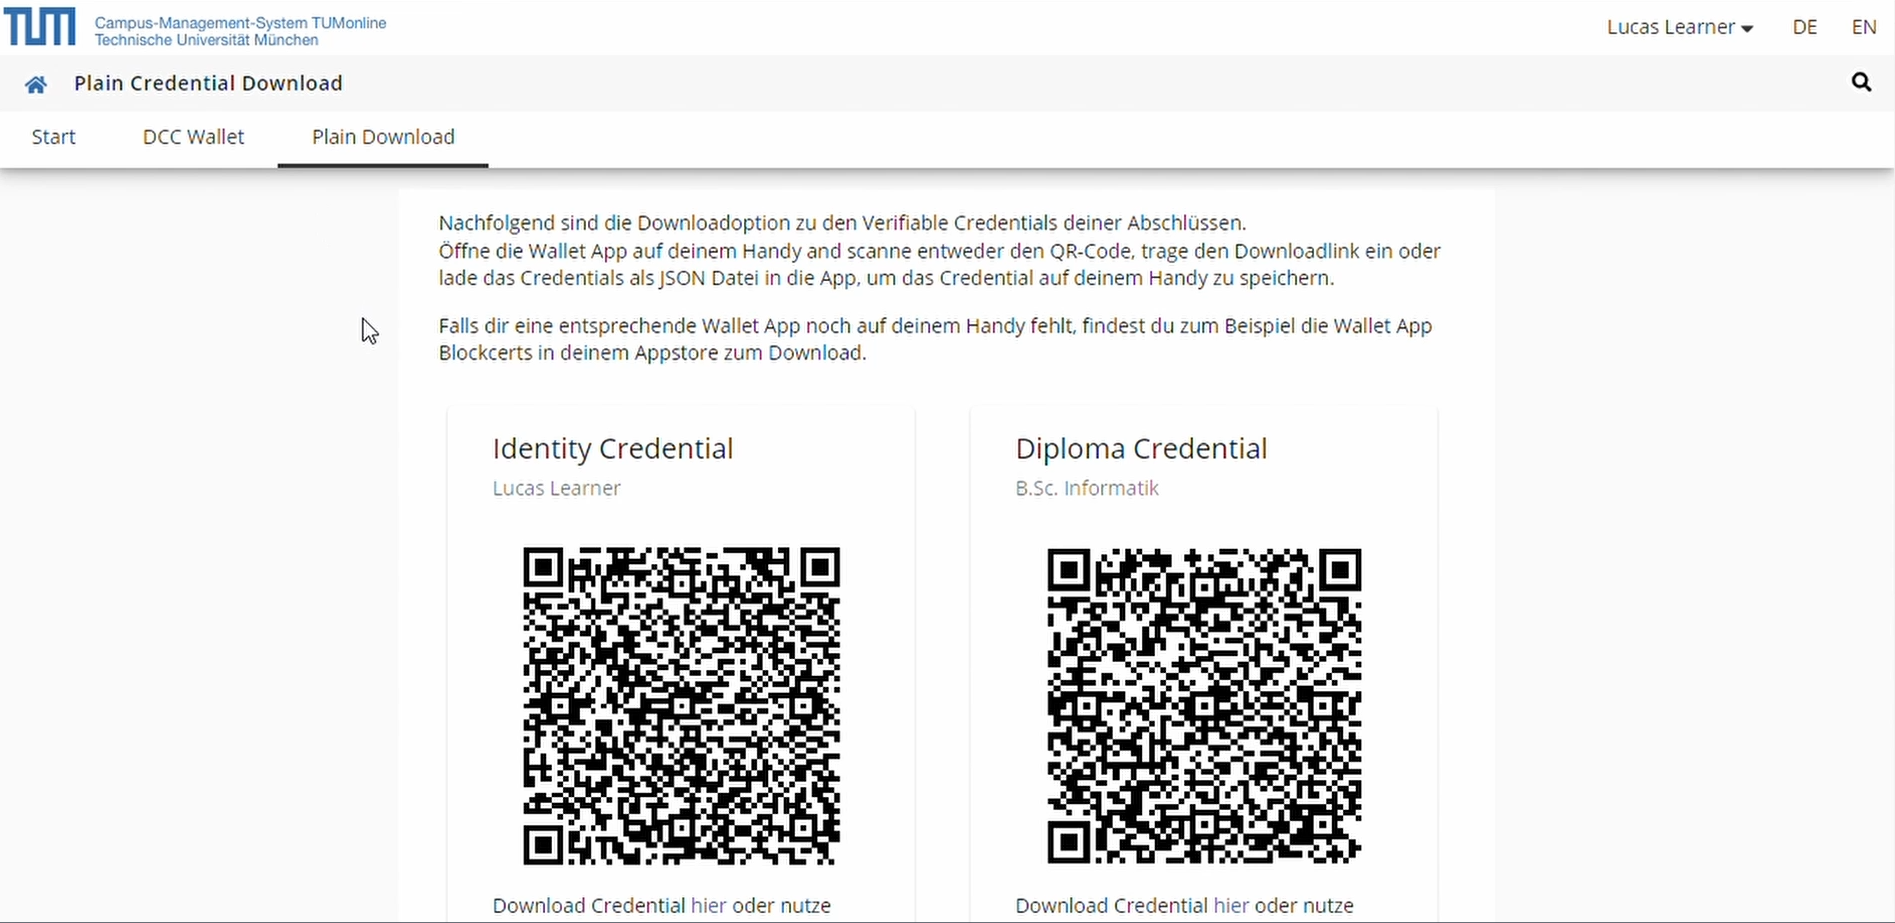 TUM
Campus-Management-System TUMonline
Technische Universität München
Lucas Learner
DE
EN
Plain Credential Download
Start
DCC Wallet
Plain Download
Nachfolgend sind die Downloadoption zu den Verifiable Credentials deiner Abschlüssen.
Öffne die Wallet App auf deinem Handy and scanne entweder den QR-Code, trage den Downloadlink ein oder
lade das Credentials als JSON Datei in die App, um das Credential auf deinem Handy zu speichern.
Falls dir eine entsprechende Wallet App noch auf deinem Handy fehlt, findest du zum Beispiel die Wallet App
Blockcerts in deinem Appstore zum Download.
Identity Credential
Lucas Learner
Download Credential hier oder nutze
Diploma Credential
B.Sc. Informatik
Download Credential hier oder nutze